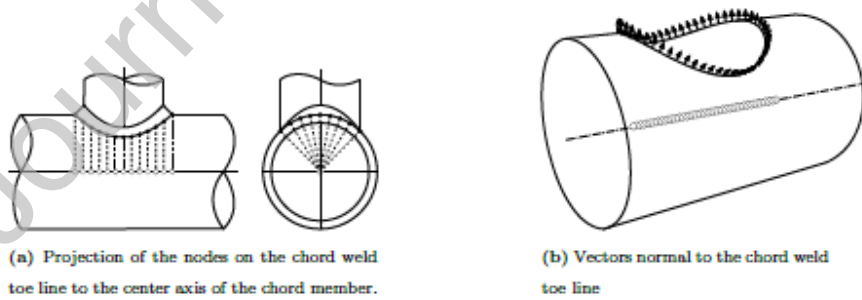 Journ
(a) Projection of the nodes on the chord weld
toe line to the center axis of the chord member.
(b) Vectors normal to the chord weld
toe line